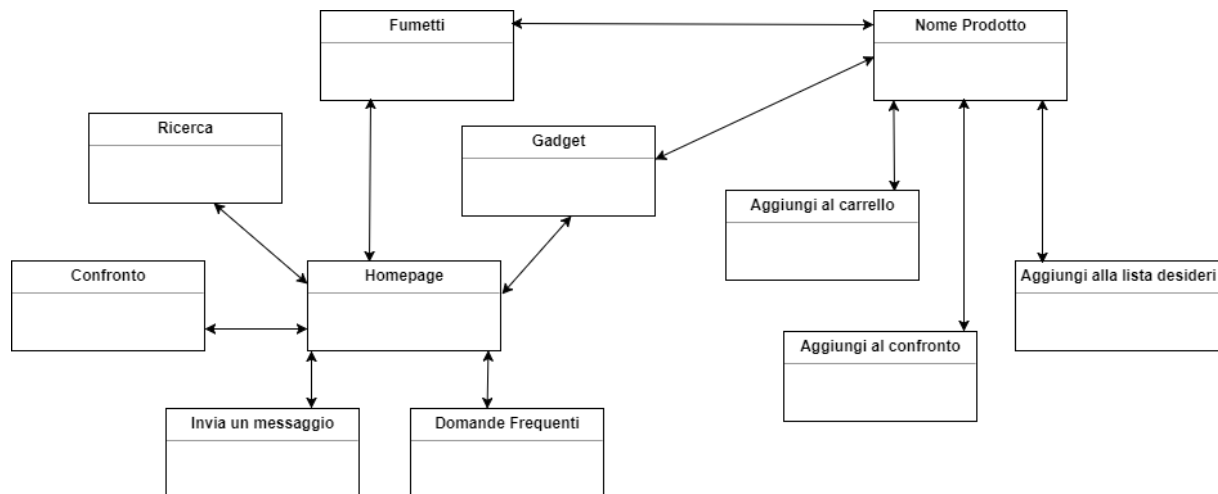 Fumetti
Nome Prodotto
Ricerca
Gadget
Aggiungi al carrello
Confronto
Homepage
Aggiungi alla lista desideri
Aggiungi al confronto
Invia un messaggio
Domande Frequenti